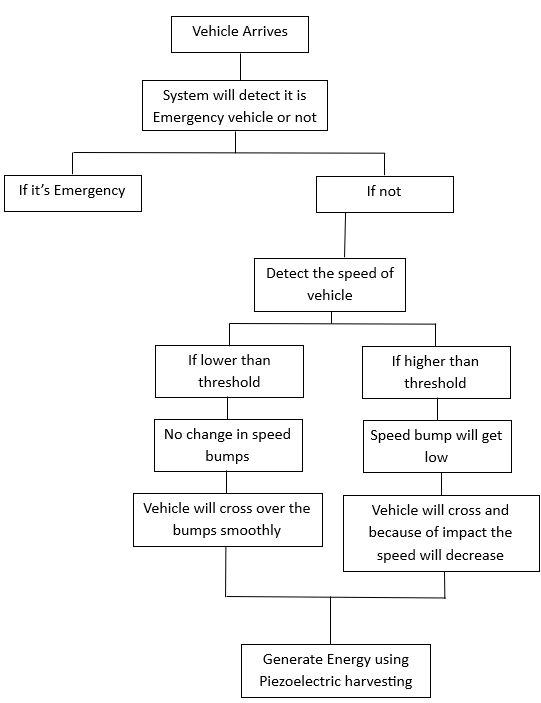 Vehicle Arrives
System will detect it is
Emergency vehicle or not
If it's Emergency
If not
Detect the speed of
vehicle
If lower than
threshold
If higher than
threshold
No change in speed
bumps
Speed bump will get
low
Vehicle will cross over the
bumps smoothly
Vehicle will cross and
because of impact the
speed will decrease
Generate Energy using
Piezoelectric harvesting